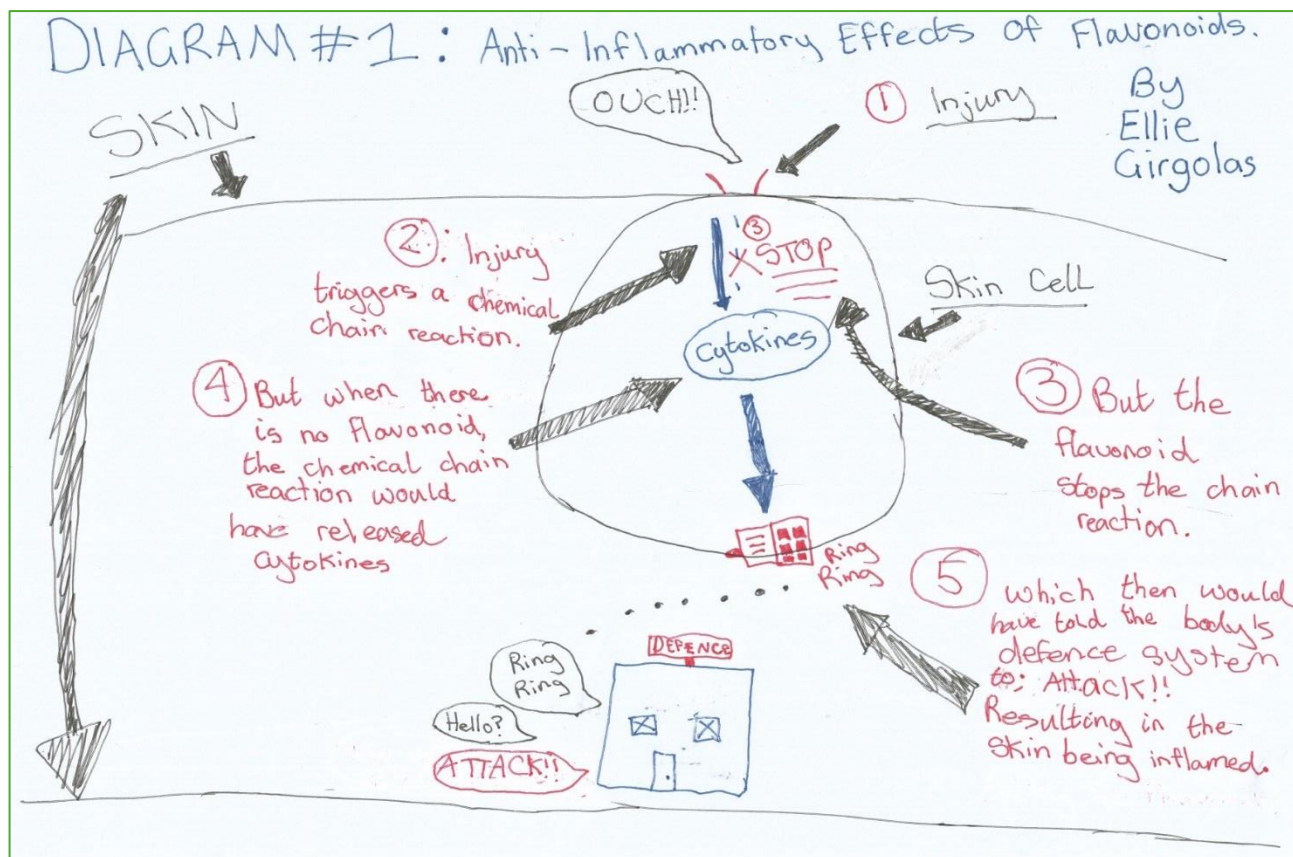 DIAGRAM #1: Anti-Inflammatory Effects of Flavonoids.
By
Ellie
Girgolas
SKIN
OUCH!!
① Injury
②: Injury
triggers a chemical
chain reaction.
③
STOP
Skin Cell
Cytokines
③ But the
flavonoid
stops the chain
reaction.
④ But when there
is no flavonoid,
the chemical chain
reaction would
have released
cytokines
Ring
Ring
⑤ which then would
have told the body's
defence system
to; Attack!!
Resulting in the
skin being inflamed.
DEFENCE
Ring
Ring
Hello?
ATTACK!!